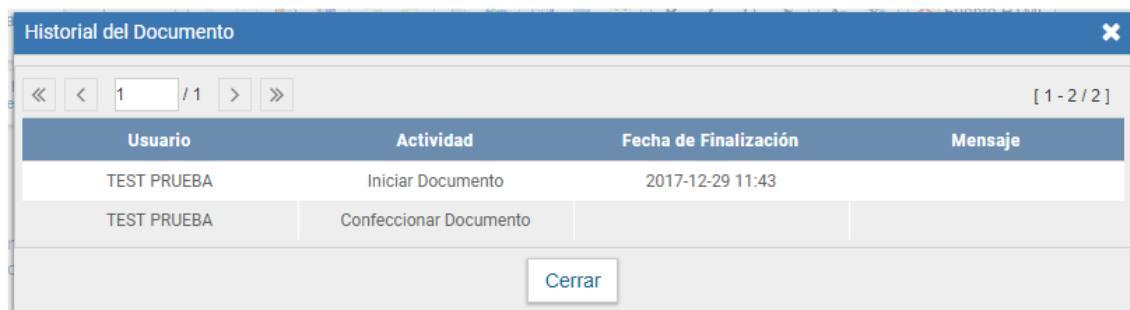 Historial del Documento
1 / 1 [ 1 - 2 / 2 ]
Usuario Actividad Fecha de Finalización Mensaje
TEST PRUEBA Iniciar Documento 2017-12-29 11:43
TEST PRUEBA Confeccionar Documento
Cerrar